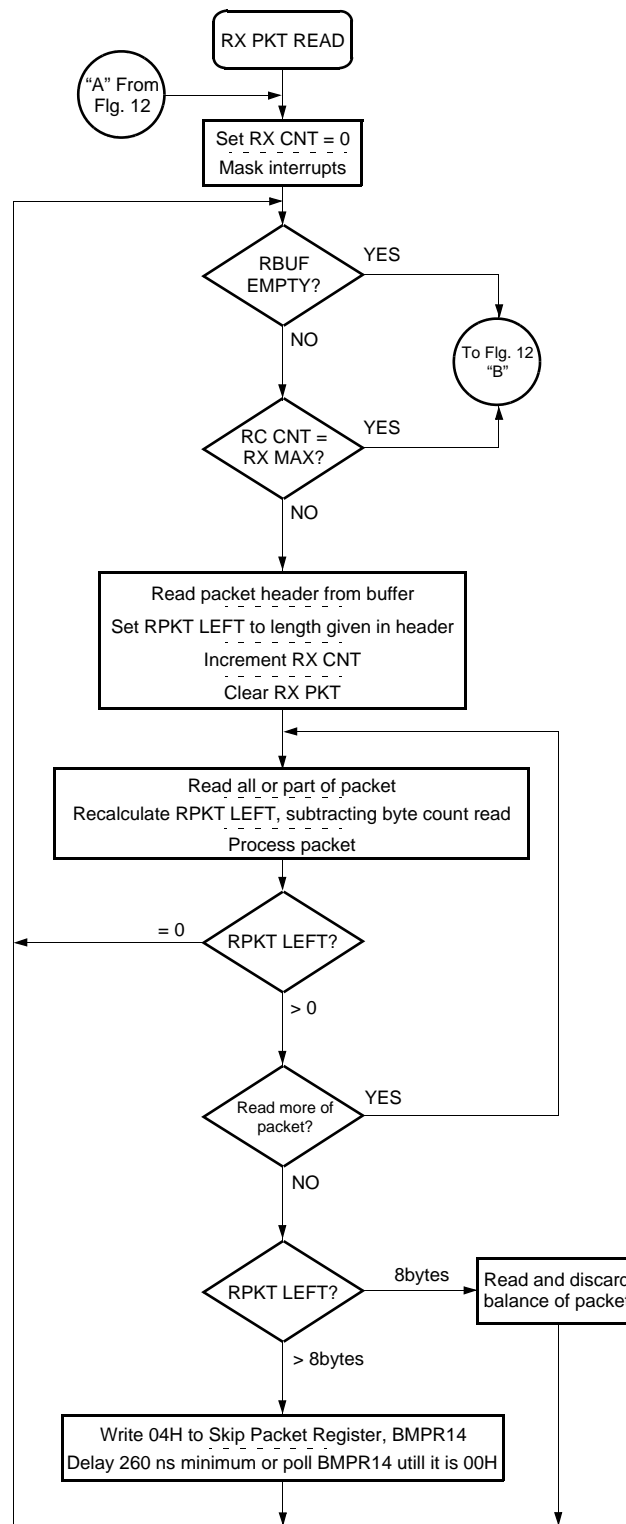 RX PKT READ
"A" From
Flg. 12
Set RX CNT = 0
Mask interrupts
RBUF
EMPTY?
YES
NO
To Flg. 12
"B"
RC CNT =
RX MAX?
YES
NO
Read packet header from buffer
Set RPKT LEFT to length given in header
Increment RX CNT
Clear RX PKT
Read all or part of packet
Recalculate RPKT LEFT, subtracting byte count read
Process packet
RPKT LEFT?
= 0
> 0
Read more of
packet?
YES
NO
RPKT LEFT?
8bytes
Read and discard
balance of packet
> 8bytes
Write 04H to Skip Packet Register, BMPR14
Delay 260 ns minimum or poll BMPR14 utill it is 00H